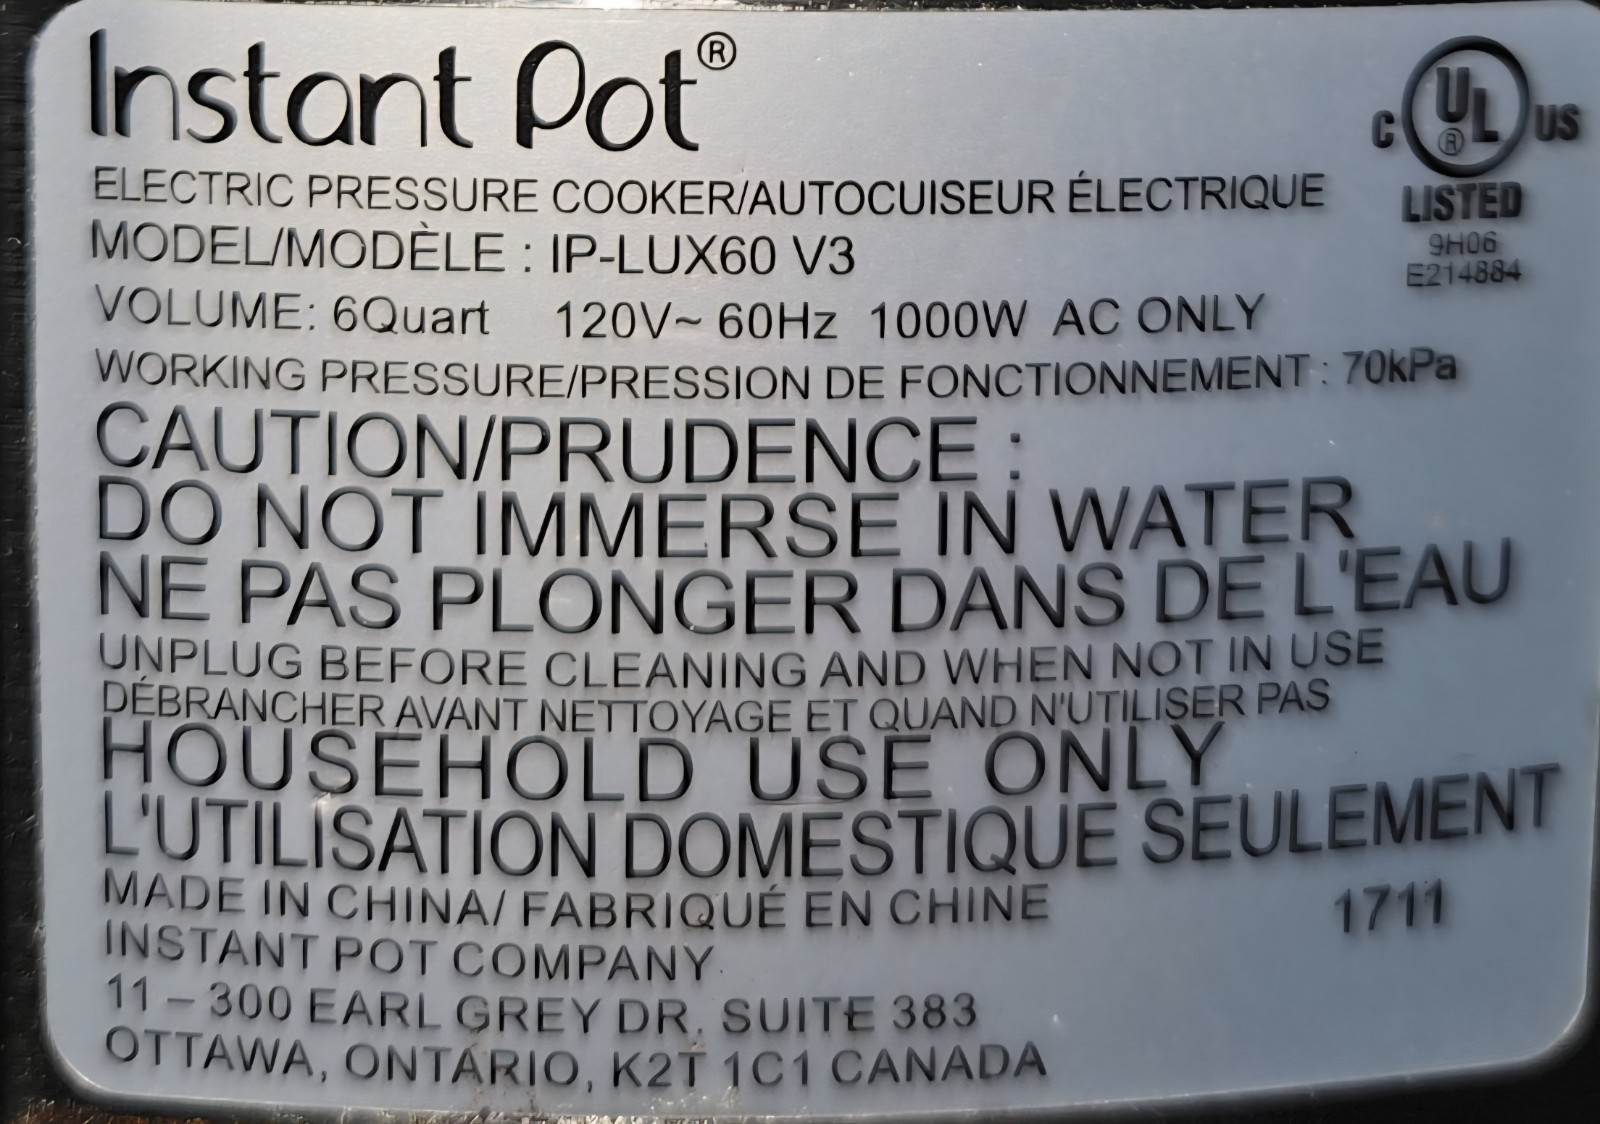 Instant Pot®
C UL® US
LISTED
9H06
E214884
ELECTRIC PRESSURE COOKER/AUTOCUISEUR ÉLECTRIQUE
MODEL/MODÈLE : IP-LUX60 V3
VOLUME: 6Quart 120V~ 60Hz 1000W AC ONLY
WORKING PRESSURE/PRESSION DE FONCTIONNEMENT : 70kPa
CAUTION/PRUDENCE :
DO NOT IMMERSE IN WATER
NE PAS PLONGER DANS DE L'EAU
UNPLUG BEFORE CLEANING AND WHEN NOT IN USE
DÉBRANCHER AVANT NETTOYAGE ET QUAND N'UTILISER PAS
HOUSEHOLD USE ONLY
L'UTILISATION DOMESTIQUE SEULEMENT
MADE IN CHINA/ FABRIQUÉ EN CHINE 1711
INSTANT POT COMPANY
11 – 300 EARL GREY DR. SUITE 383
OTTAWA, ONTARIO, K2T 1C1 CANADA